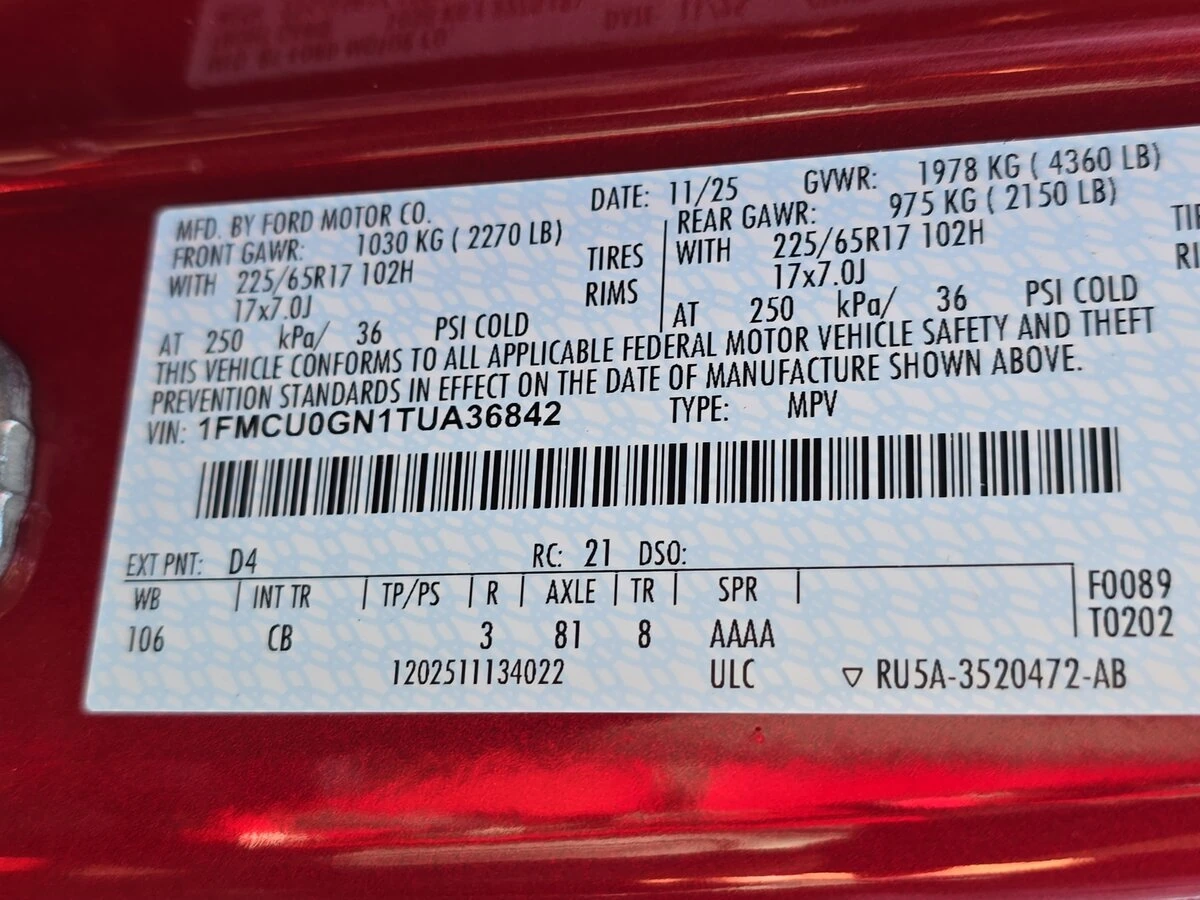 DATE: 11/25
MFD. BY FORD MOTOR CO. DATE: 11/25 GVWR: 1978 KG ( 4360 LB)
FRONT GAWR: 1030 KG ( 2270 LB) REAR GAWR: 975 KG ( 2150 LB)
WITH 225/65R17 102H TIRES WITH 225/65R17 102H
17x7.0J RIMS 17x7.0J
AT 250 kPa/ 36 PSI COLD AT 250 kPa/ 36 PSI COLD
THIS VEHICLE CONFORMS TO ALL APPLICABLE FEDERAL MOTOR VEHICLE SAFETY AND THEFT
PREVENTION STANDARDS IN EFFECT ON THE DATE OF MANUFACTURE SHOWN ABOVE.
VIN: 1FMCU0GN1TUA36842 TYPE: MPV
EXT PNT: D4 RC: 21 DSO:
WB INT TR TP/PS R AXLE TR SPR F0089
106 CB 3 81 8 AAAA T0202
1202511134022 ULC ▽ RU5A-3520472-AB